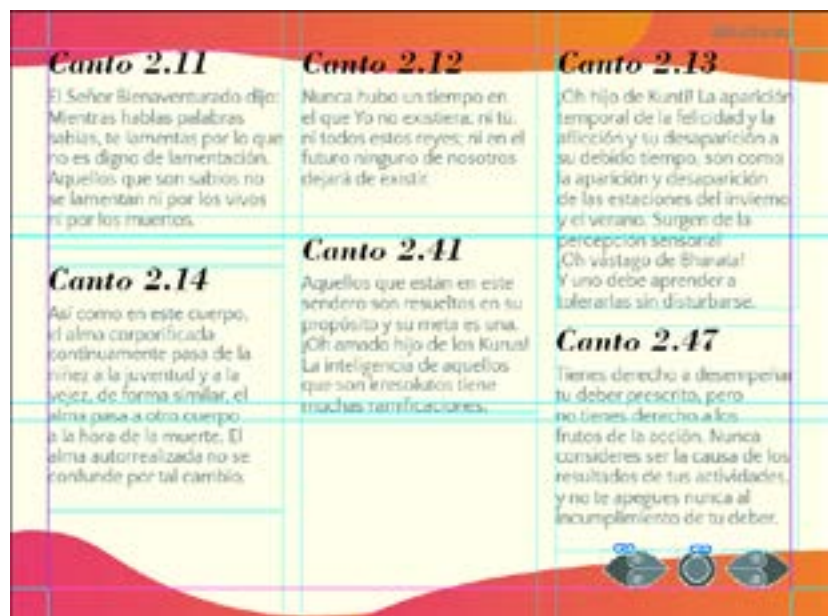 Canto 2.11
El Señor Bienaventurado dijo:
Mientras hablas palabras
sabias, te lamentas por lo que
no es digno de lamentación.
Aquellos que son sabios no
se lamentan ni por los vivos
ni por los muertos.
Canto 2.14
Así como en este cuerpo,
el alma corporificada
continuamente pasa de la
niñez a la juventud y a la
vejez, de forma similar, el
alma pasa a otro cuerpo
a la hora de la muerte. El
alma autorrealizada no se
confunde por tal cambio.
Canto 2.12
Nunca hubo un tiempo en
el que Yo no existiera; ni tú,
ni todos estos reyes; ni en el
futuro ninguno de nosotros
dejará de existir.
Canto 2.41
Aquellos que están en este
sendero son resueltos en su
propósito y su meta es una.
¡Oh amado hijo de los Kurus!
La inteligencia de aquellos
que son irresolutos tiene
muchas ramificaciones.
Canto 2.13
¡Oh hijo de Kunti! La aparición
temporal de la felicidad y la
aflicción y su desaparición a
su debido tiempo, son como
la aparición y desaparición
de las estaciones del invierno
y el verano. Surgen de la
percepción sensorial
¡Oh vástago de Bharata!
Y uno debe aprender a
tolerarlas sin disturbarse.
Canto 2.47
Tienes derecho a desempeñar
tu deber prescrito, pero
no tienes derecho a los
frutos de la acción. Nunca
consideres ser la causa de los
resultados de tus actividades,
y no te apegues nunca al
incumplimiento de tu deber.